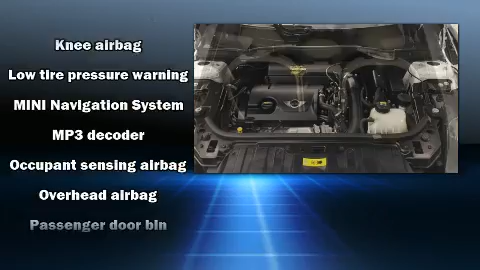 Knee airbag
Low tire pressure warning
MINI Navigation System
MP3 decoder
Occupant sensing airbag
Overhead airbag
Passenger door bin